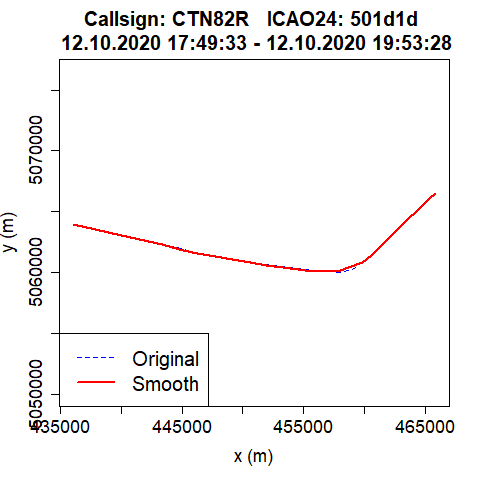 Callsign: CTN82R   ICAO24: 501d1d
12.10.2020 17:49:33 - 12.10.2020 19:53:28
5070000
y (m)
5060000
5050000
Original
Smooth
435000 445000 455000 465000
x (m)